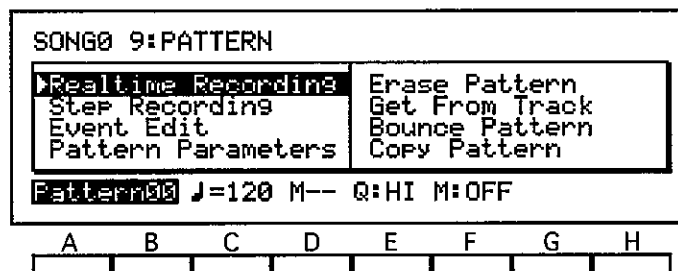 SONG0 9:PATTERN
▶Realtime Recording
Step Recording
Event Edit
Pattern Parameters
Erase Pattern
Get From Track
Bounce Pattern
Copy Pattern
Pattern00 ♩=120 M-- Q:HI M:OFF
A B C D E F G H